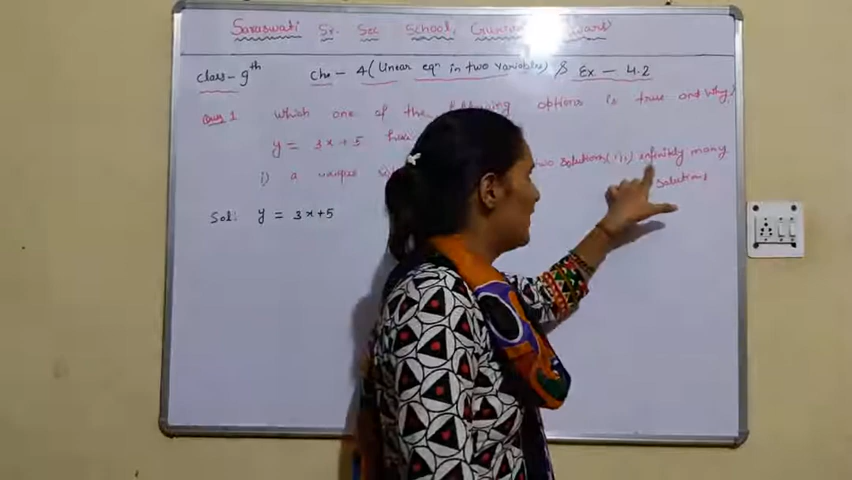 Saraswati Sr. Sec School,
class-9th Cha- 4(Linear eqn in two variables) & Ex - 4.2
Ques 1 Which one of the options is true and Why?
y = 3x+5
i) a unique two solutions(iii) infinitely many
solutions
Sol: y = 3x+5